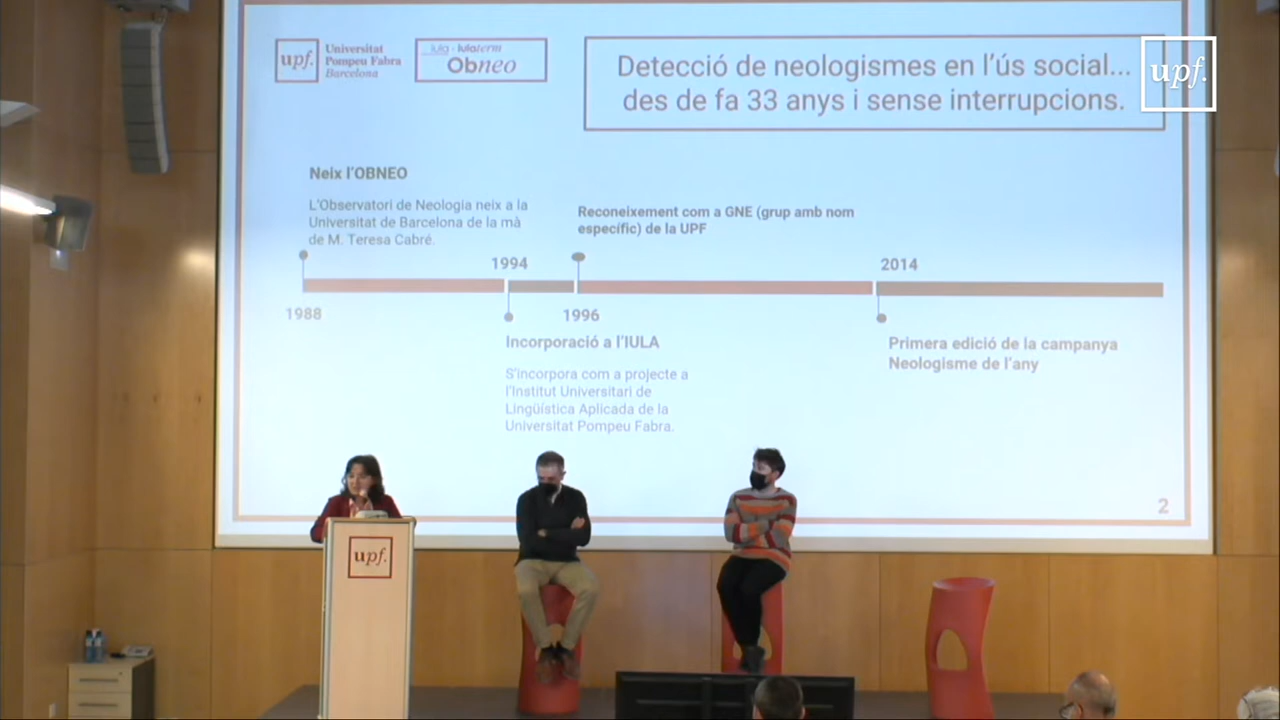 upf.
Universitat
Pompeu Fabra
Barcelona
iula - iulaterm
Obneo
Detecció de neologismes en l'ús social...
des de fa 33 anys i sense interrupcions.
upf.
Neix l'OBNEO
L'Observatori de Neologia neix a la
Universitat de Barcelona de la mà
de M. Teresa Cabré.
Reconeixement com a GNE (grup amb nom
específic) de la UPF
1994
2014
1988
1996
Incorporació a l'IULA
S'incorpora com a projecte a
l'Institut Universitari de
Lingüística Aplicada de la
Universitat Pompeu Fabra.
Primera edició de la campanya
Neologisme de l'any
2
upf.